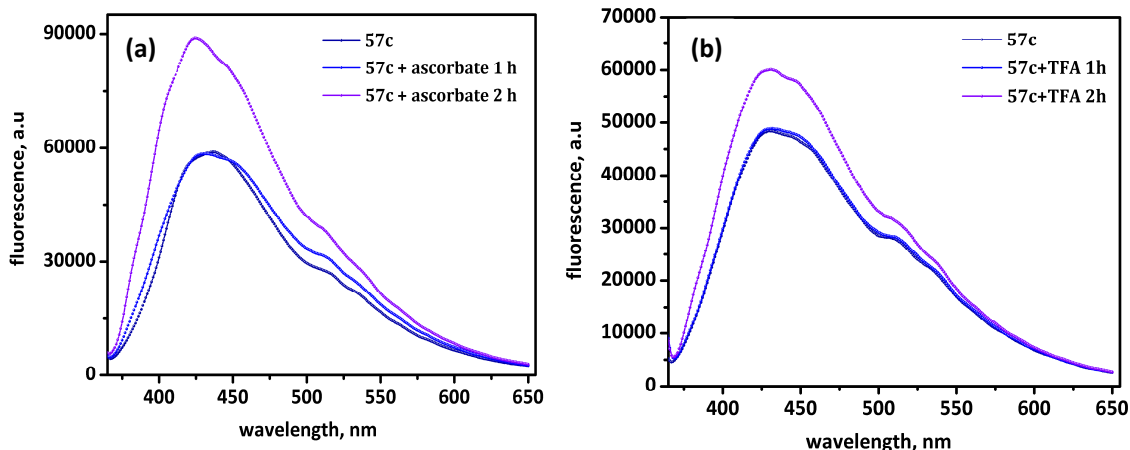 (a)
57c
57c + ascorbate 1 h
57c + ascorbate 2 h
90000
60000
30000
0
fluorescence, a.u
400 450 500 550 600 650
wavelength, nm
(b)
57c
57c+TFA 1h
57c+TFA 2h
70000
60000
50000
40000
30000
20000
10000
0
fluorescence, a.u
400 450 500 550 600 650
wavelength, nm